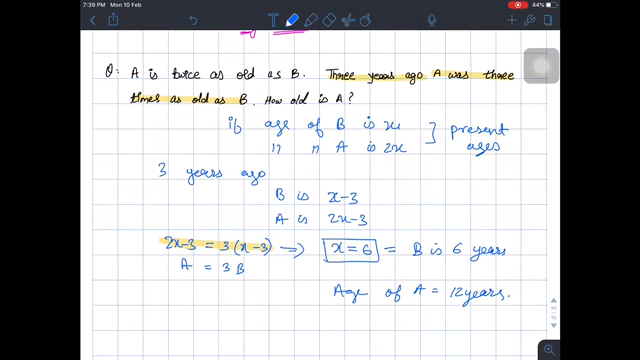 7:39 PM Mon 10 Feb 44%
Q: A is twice as old as B. Three years ago A was three
times as old as B. How old is A?
if age of B is x
" " A is 2x } present ages
3 years ago
B is x-3
A is 2x-3
2x-3 = 3(x-3) → x=6 = B is 6 years
A = 3B
Age of A = 12 years.